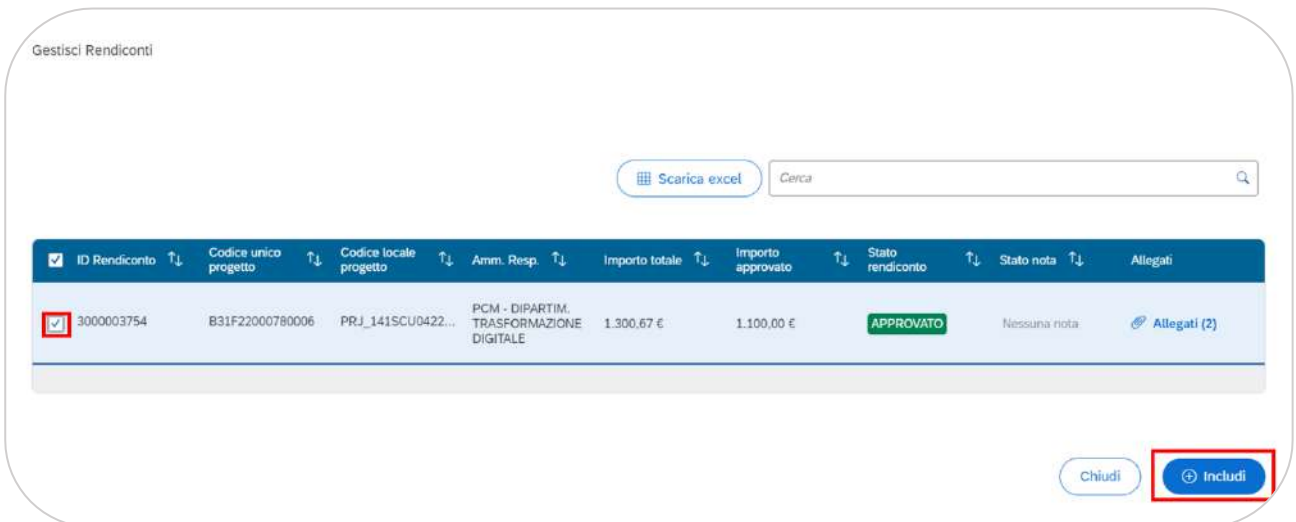 Gestisci Rendiconti
Scarica excel
Cerca
ID Rendiconto Codice unico progetto Codice locale progetto Amm. Resp. Importo totale Importo approvato Stato rendiconto Stato nota Allegati
3000003754 B31F22000780006 PRJ_141SCU0422... PCM - DIPARTIM. TRASFORMAZIONE DIGITALE 1.300,67 € 1.100,00 € APPROVATO Nessuna nota Allegati (2)
Chiudi
Includi